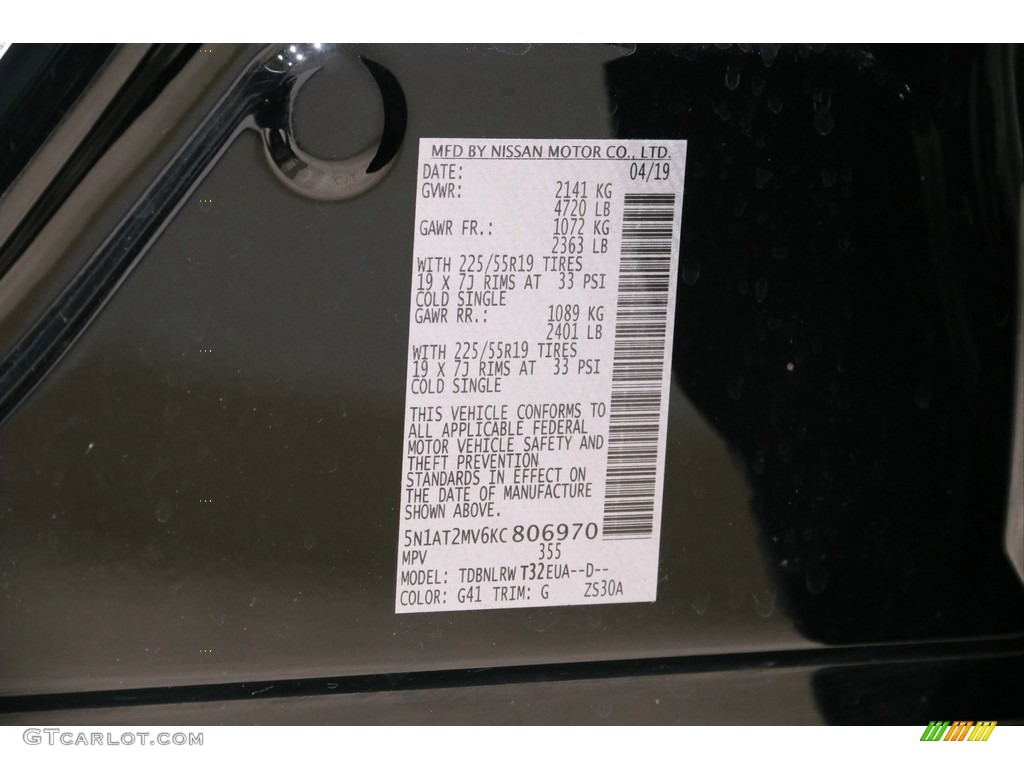 MFD BY NISSAN MOTOR CO., LTD.
DATE: 04/19
GVWR: 2141 KG
4720 LB
GAWR FR.: 1072 KG
2363 LB
WITH 225/55R19 TIRES
19 X 7J RIMS AT 33 PSI
COLD SINGLE
GAWR RR.: 1089 KG
2401 LB
WITH 225/55R19 TIRES
19 X 7J RIMS AT 33 PSI
COLD SINGLE
THIS VEHICLE CONFORMS TO
ALL APPLICABLE FEDERAL
MOTOR VEHICLE SAFETY AND
THEFT PREVENTION
STANDARDS IN EFFECT ON
THE DATE OF MANUFACTURE
SHOWN ABOVE.
5N1AT2MV6KC806970
MPV 355
MODEL: TDBNLRW T32EUA--D--
COLOR: G41 TRIM: G ZS30A
GTCarlot.com